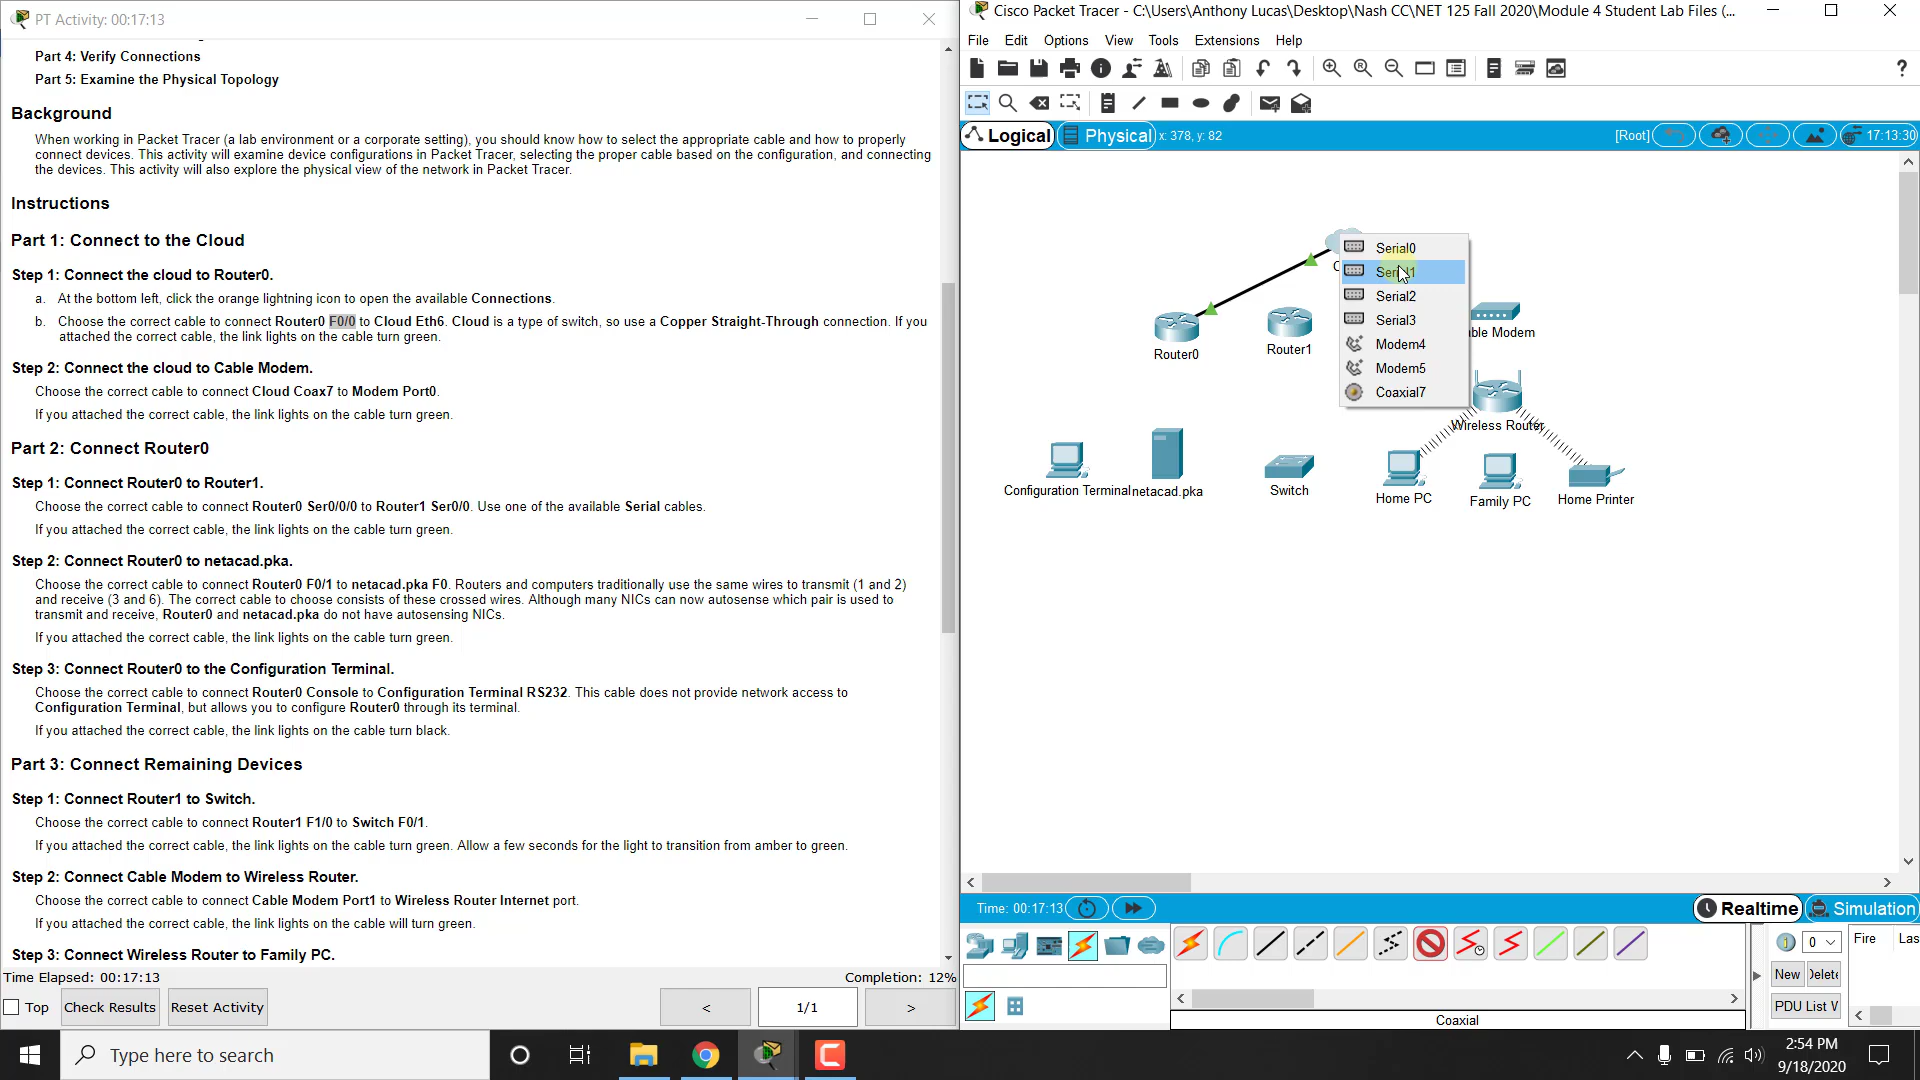 PT Activity: 00:17:13
Part 4: Verify Connections
Part 5: Examine the Physical Topology
Background
When working in Packet Tracer (a lab environment or a corporate setting), you should know how to select the appropriate cable and how to properly
connect devices. This activity will examine device configurations in Packet Tracer, selecting the proper cable based on the configuration, and connecting
the devices. This activity will also explore the physical view of the network in Packet Tracer.
Instructions
Part 1: Connect to the Cloud
Step 1: Connect the cloud to Router0.
a. At the bottom left, click the orange lightning icon to open the available Connections.
b. Choose the correct cable to connect Router0 F0/0 to Cloud Eth6. Cloud is a type of switch, so use a Copper Straight-Through connection. If you
attached the correct cable, the link lights on the cable turn green.
Step 2: Connect the cloud to Cable Modem.
Choose the correct cable to connect Cloud Coax7 to Modem Port0.
If you attached the correct cable, the link lights on the cable turn green.
Part 2: Connect Router0
Step 1: Connect Router0 to Router1.
Choose the correct cable to connect Router0 Ser0/0/0 to Router1 Ser0/0. Use one of the available Serial cables.
If you attached the correct cable, the link lights on the cable turn green.
Step 2: Connect Router0 to netacad.pka.
Choose the correct cable to connect Router0 F0/1 to netacad.pka F0. Routers and computers traditionally use the same wires to transmit (1 and 2)
and receive (3 and 6). The correct cable to choose consists of these crossed wires. Although many NICs can now autosense which pair is used to
transmit and receive, Router0 and netacad.pka do not have autosensing NICs.
If you attached the correct cable, the link lights on the cable turn green.
Step 3: Connect Router0 to the Configuration Terminal.
Choose the correct cable to connect Router0 Console to Configuration Terminal RS232. This cable does not provide network access to
Configuration Terminal, but allows you to configure Router0 through its terminal.
If you attached the correct cable, the link lights on the cable turn black.
Part 3: Connect Remaining Devices
Step 1: Connect Router1 to Switch.
Choose the correct cable to connect Router1 F1/0 to Switch F0/1.
If you attached the correct cable, the link lights on the cable turn green. Allow a few seconds for the light to transition from amber to green.
Step 2: Connect Cable Modem to Wireless Router.
Choose the correct cable to connect Cable Modem Port1 to Wireless Router Internet port.
If you attached the correct cable, the link lights on the cable will turn green.
Step 3: Connect Wireless Router to Family PC.
Time Elapsed: 00:17:13
Completion: 12%
Top
Check Results
Reset Activity
<
1/1
>
Cisco Packet Tracer - C:\Users\Anthony Lucas\Desktop\Nash CC\NET 125 Fall 2020\Module 4 Student Lab Files (...
File Edit Options View Tools Extensions Help
?
Logical
Physical
x: 378, y: 82
[Root]
17:13:30
Serial0
Serial1
Serial2
Serial3
Modem4
Modem5
Coaxial7
Router0
Router1
ble Modem
Wireless Router
Configuration Terminal
netacad.pka
Switch
Home PC
Family PC
Home Printer
Time: 00:17:13
Realtime
Simulation
0
Fire
Las
New
Delete
PDU List V
Coaxial
Type here to search
2:54 PM
9/18/2020